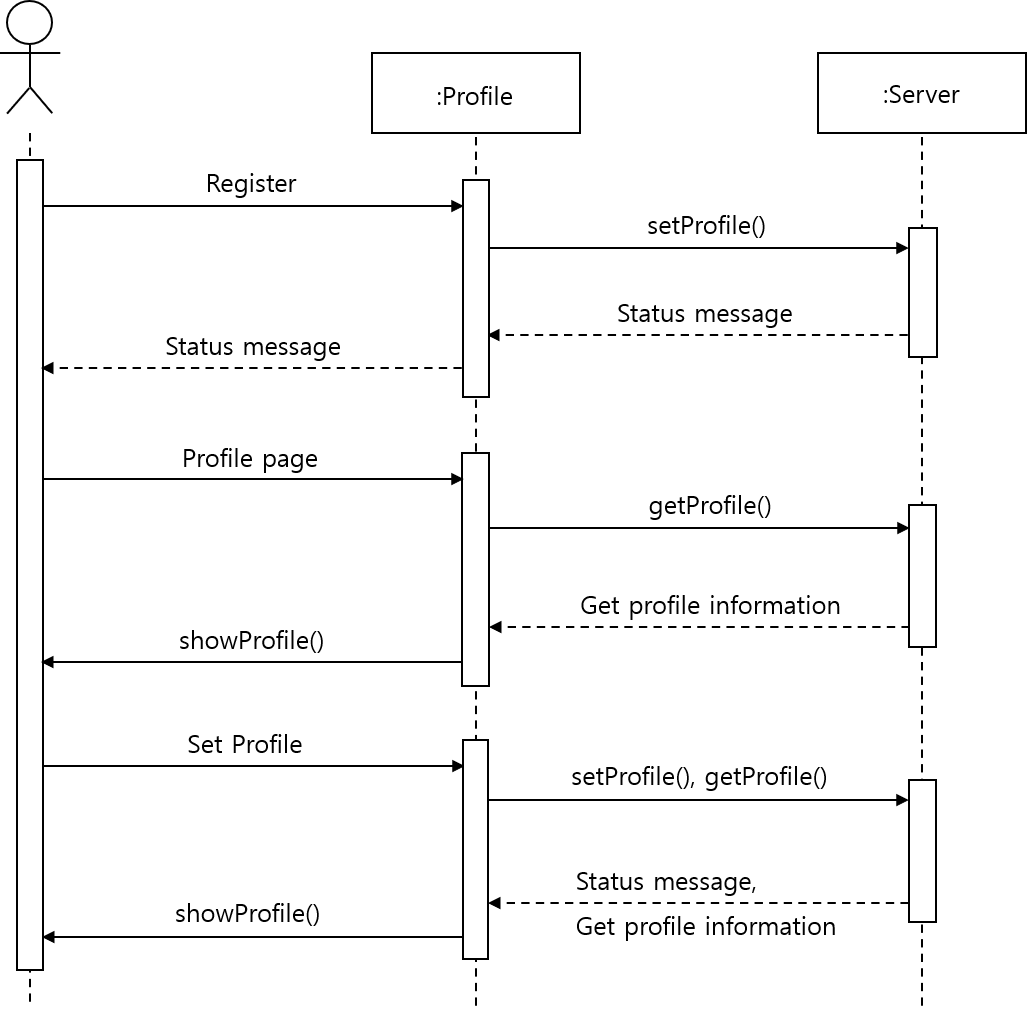 :Profile
:Server
Register
setProfile()
Status message
Status message
Profile page
getProfile()
Get profile information
showProfile()
Set Profile
setProfile(), getProfile()
Status message,
Get profile information
showProfile()